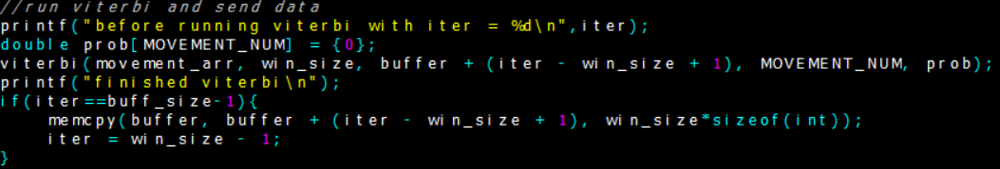 //run viterbi and send data
printf("before running viterbi with iter = %d\n",iter);
double prob[MOVEMENT_NUM] = {0};
viterbi(movement_arr, win_size, buffer + (iter - win_size + 1), MOVEMENT_NUM, prob);
printf("finished viterbi\n");
if(iter==buff_size-1){
    memcpy(buffer, buffer + (iter - win_size + 1), win_size*sizeof(int));
    iter = win_size - 1;
}